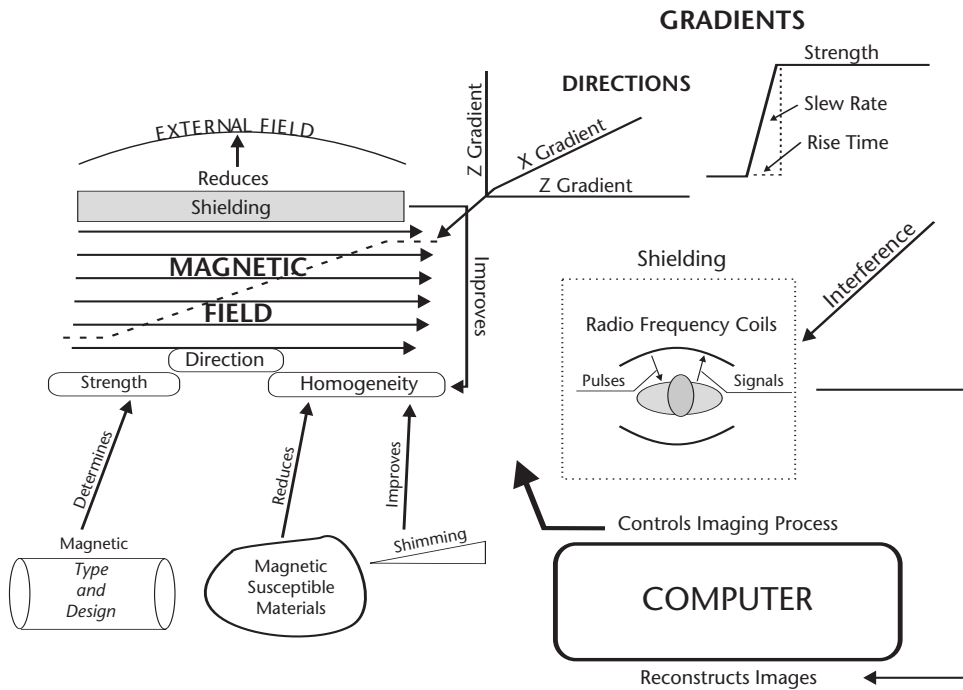 GRADIENTS
Strength
DIRECTIONS
Slew Rate
Rise Time
Z Gradient
X Gradient
Z Gradient
EXTERNAL FIELD
Reduces
Shielding
MAGNETIC
FIELD
Improves
Direction
Strength
Homogeneity
Shielding
Interference
Radio Frequency Coils
Pulses
Signals
Determines
Reduces
Improves
Magnetic
Type
and
Design
Magnetic
Susceptible
Materials
Shimming
Controls Imaging Process
COMPUTER
Reconstructs Images